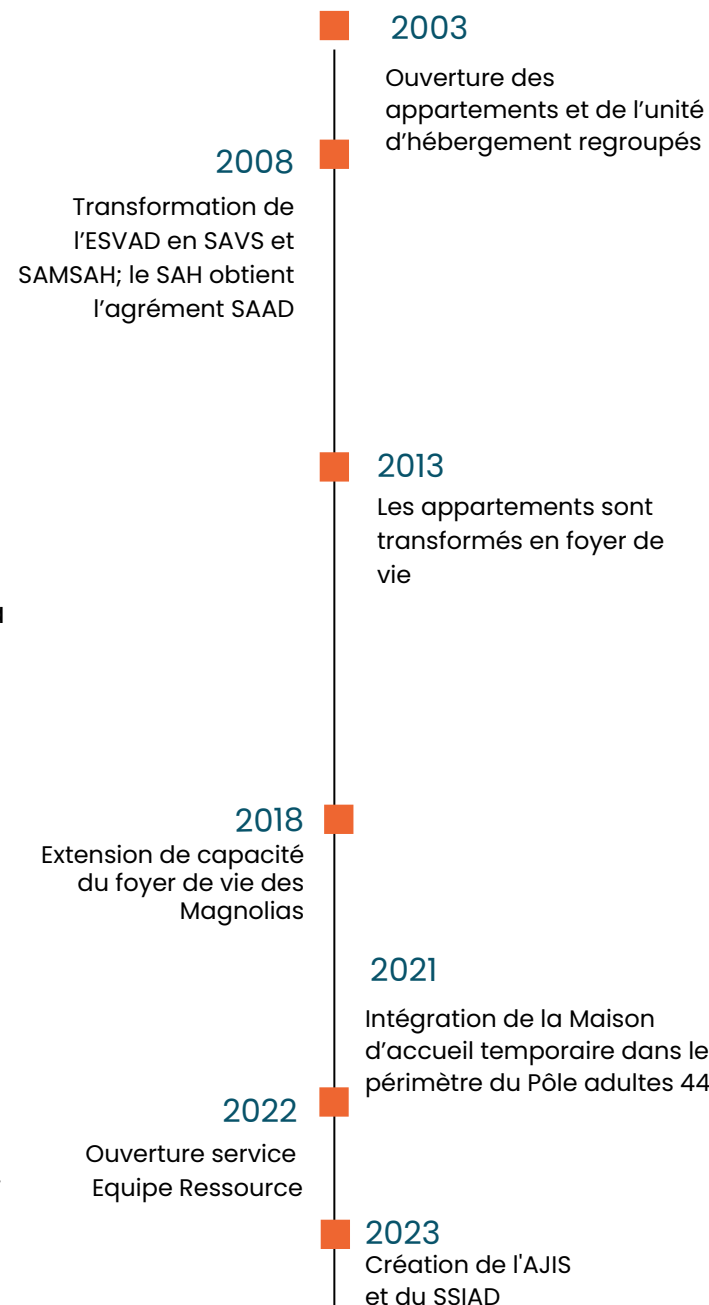 2003
Ouverture des
appartements et de l’unité
d’hébergement regroupés
2008
Transformation de
l’ESVAD en SAVS et
SAMSAH; le SAH obtient
l’agrément SAAD
2013
Les appartements sont
transformés en foyer de
vie
2018
Extension de capacité
du foyer de vie des
Magnolias
2021
Intégration de la Maison
d’accueil temporaire dans le
périmètre du Pôle adultes 44
2022
Ouverture service
Equipe Ressource
2023
Création de l'AJIS
et du SSIAD